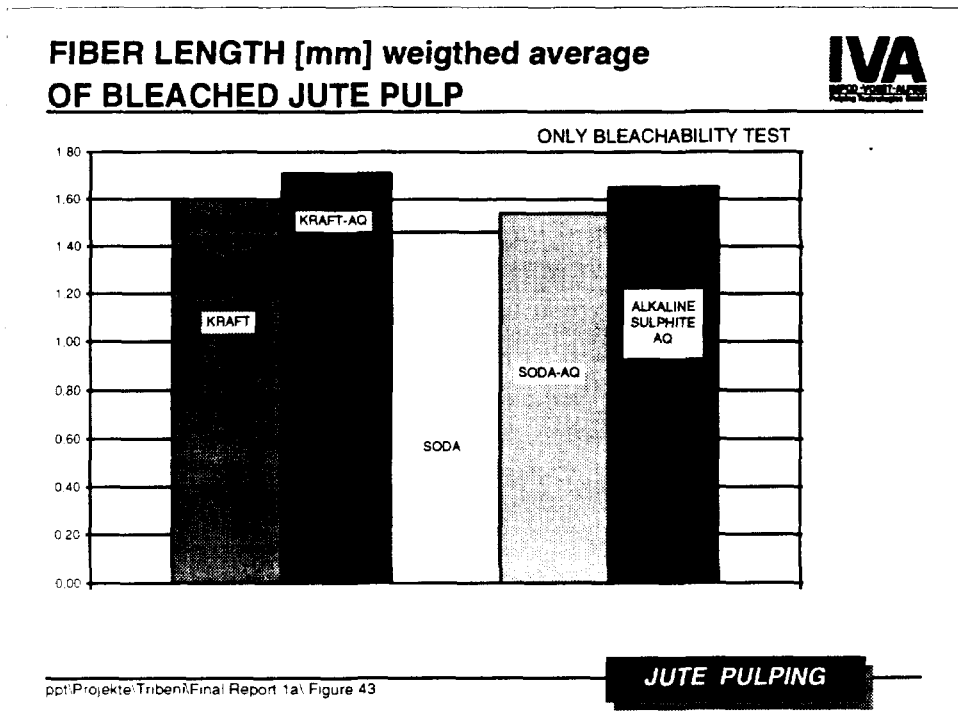 FIBER LENGTH [mm] weigthed average
OF BLEACHED JUTE PULP
IVA
ONLY BLEACHABILITY TEST
1.80
1.60
1.40
1.20
1.00
0.80
0.60
0.40
0.20
0.00
KRAFT
KRAFT-AQ
SODA
SODA-AQ
ALKALINE
SULPHITE
AQ
ppt\Projekte\Tribeni\Final Report 1a\ Figure 43
JUTE PULPING